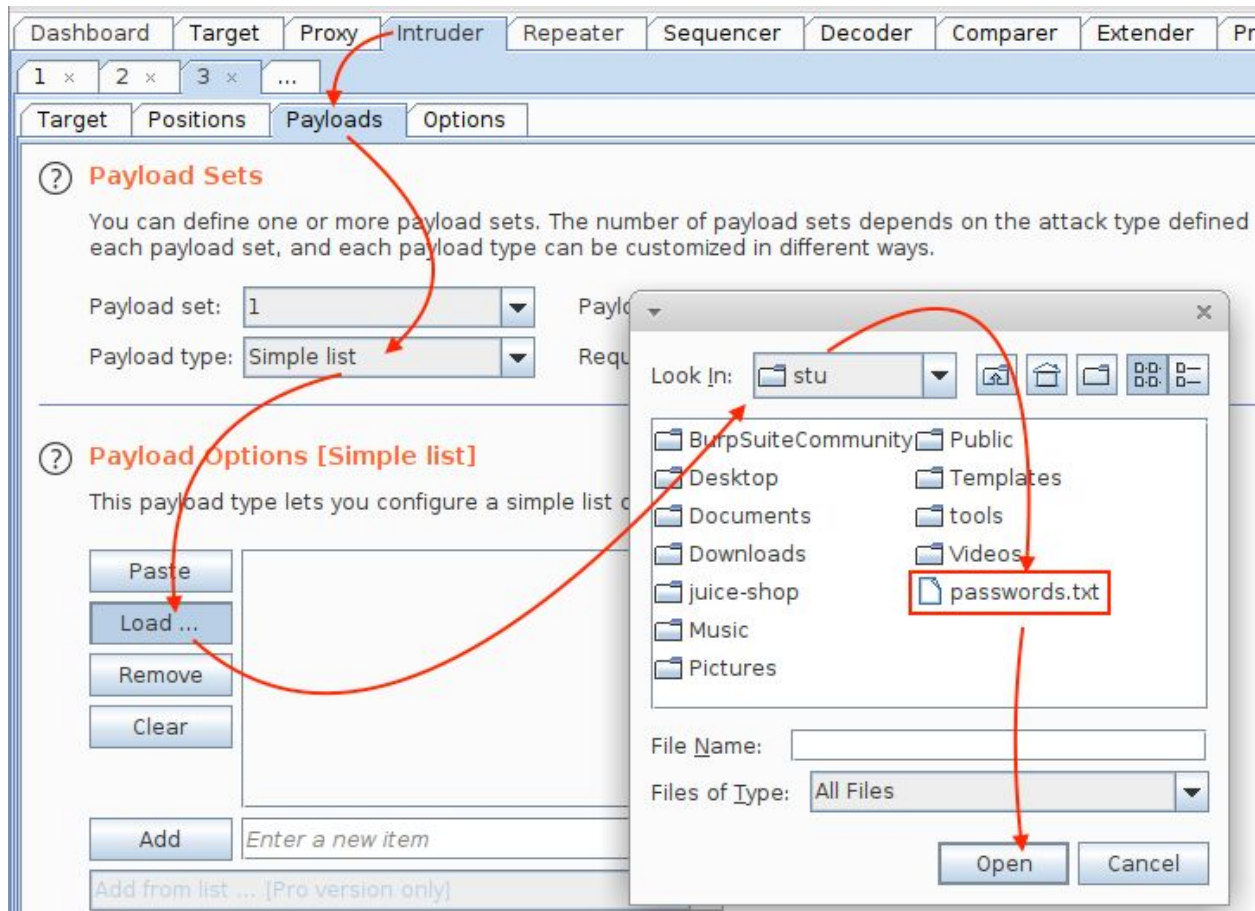 Dashboard Target Proxy Intruder Repeater Sequencer Decoder Comparer Extender Pr
1 × 2 × 3 × ...
Target Positions Payloads Options
? Payload Sets
You can define one or more payload sets. The number of payload sets depends on the attack type defined
each payload set, and each payload type can be customized in different ways.
Payload set: 1 Paylo
Payload type: Simple list Requ
? Payload Options [Simple list]
This payload type lets you configure a simple list o
Paste
Load ...
Remove
Clear
Add Enter a new item
Add from list ... [Pro version only]
Look In: stu
BurpSuiteCommunity Public
Desktop Templates
Documents tools
Downloads Videos
juice-shop passwords.txt
Music
Pictures
File Name:
Files of Type: All Files
Open Cancel